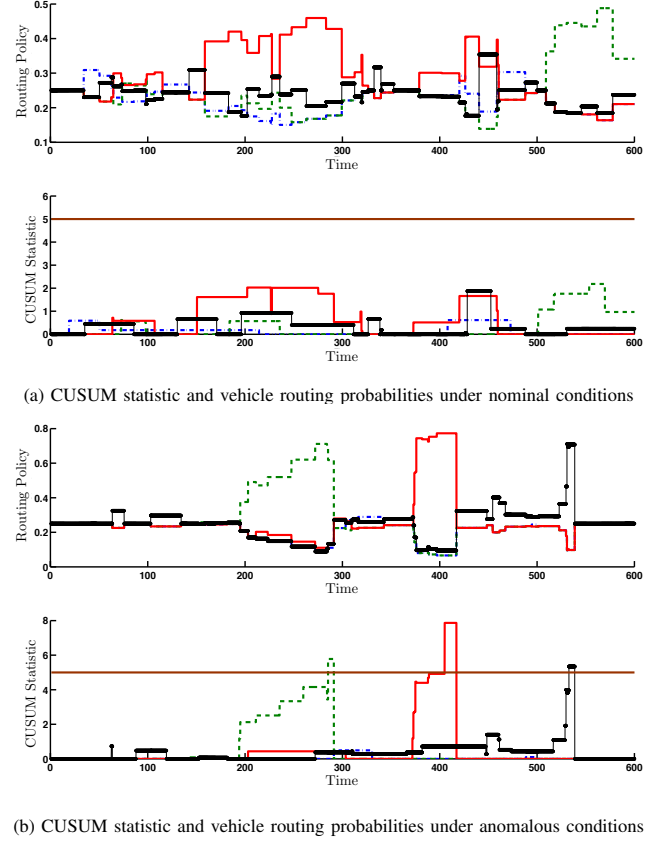 0.5
0.4
0.3
0.2
0.1
Routing Policy
0 100 200 300 400 500 600
Time
6
5
4
3
2
1
0
CUSUM Statistic
0 100 200 300 400 500 600
Time
(a) CUSUM statistic and vehicle routing probabilities under nominal conditions
0.8
0.6
0.4
0.2
0
Routing Policy
0 100 200 300 400 500 600
Time
8
6
4
2
0
CUSUM Statistic
0 100 200 300 400 500 600
Time
(b) CUSUM statistic and vehicle routing probabilities under anomalous conditions